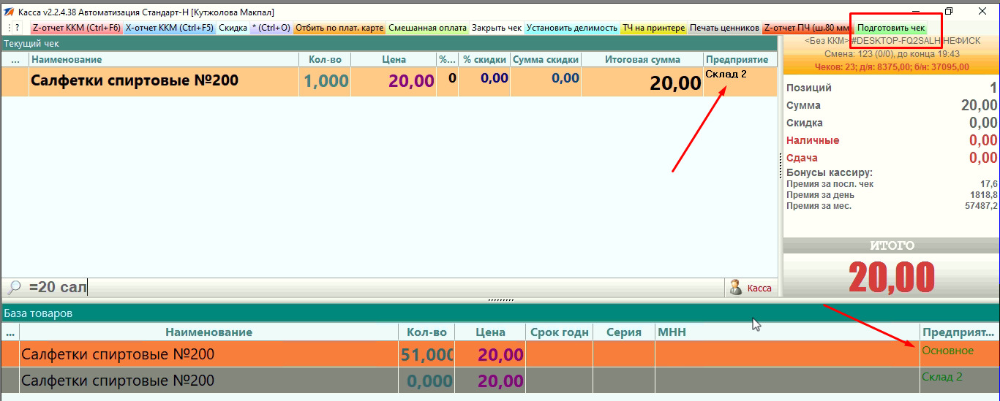 Касса v2.2.4.38 Автоматизация Стандарт-Н [Кутжолова Макпал]
? Z-отчет ККМ (Ctrl+F6) X-отчет ККМ (Ctrl+F5) Скидка * (Ctrl+O) Отбить по плат. карте Смешанная оплата Закрыть чек Установить делимость ТЧ на принтере Печать ценников Z-отчет ПЧ (ш.80 мм Подготовить чек
Текущий чек
... Наименование Кол-во Цена %... % скидки Сумма скидки Итоговая сумма Предприятие
Салфетки спиртовые №200 1,000 20,00 0 0,00 0,00 20,00 Склад 2
<Без ККМ> #DESKTOP-FQ2SALH НЕФИСК
Смена: 123 (0/0), до конца 19:43
Чеков: 23; д/я: 8375,00; б/н: 37095,00
Позиций 1
Сумма 20,00
Скидка 0,00
Наличные 0,00
Сдача 0,00
Бонусы кассиру:
Премия за посл. чек 17,6
Премия за день 1818,8
Премия за мес. 57487,2
ИТОГО
20,00
=20 сал
Касса
База товаров
... Наименование Кол-во Цена Срок годн Серия МНН Предприят...
Салфетки спиртовые №200 51,000 20,00 Основное
Салфетки спиртовые №200 0,000 20,00 Склад 2